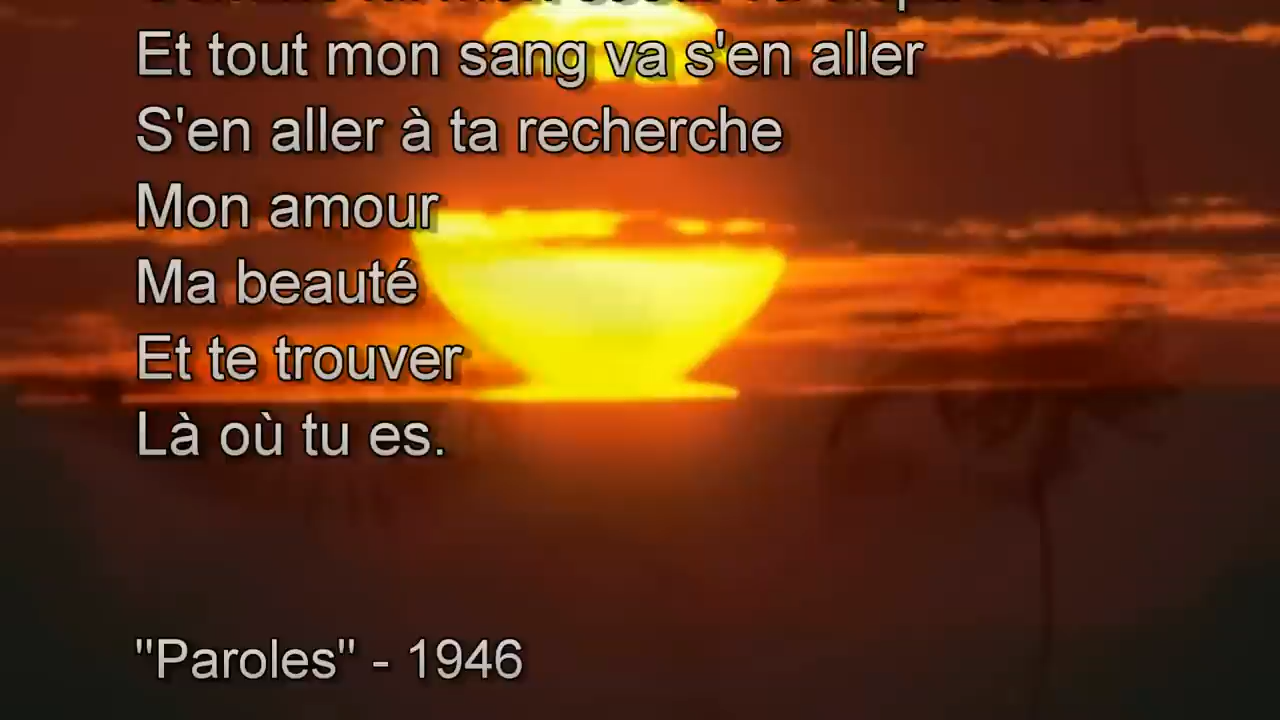 Et tout mon sang va s'en aller
S'en aller à ta recherche
Mon amour
Ma beauté
Et te trouver
Là où tu es.
"Paroles" - 1946